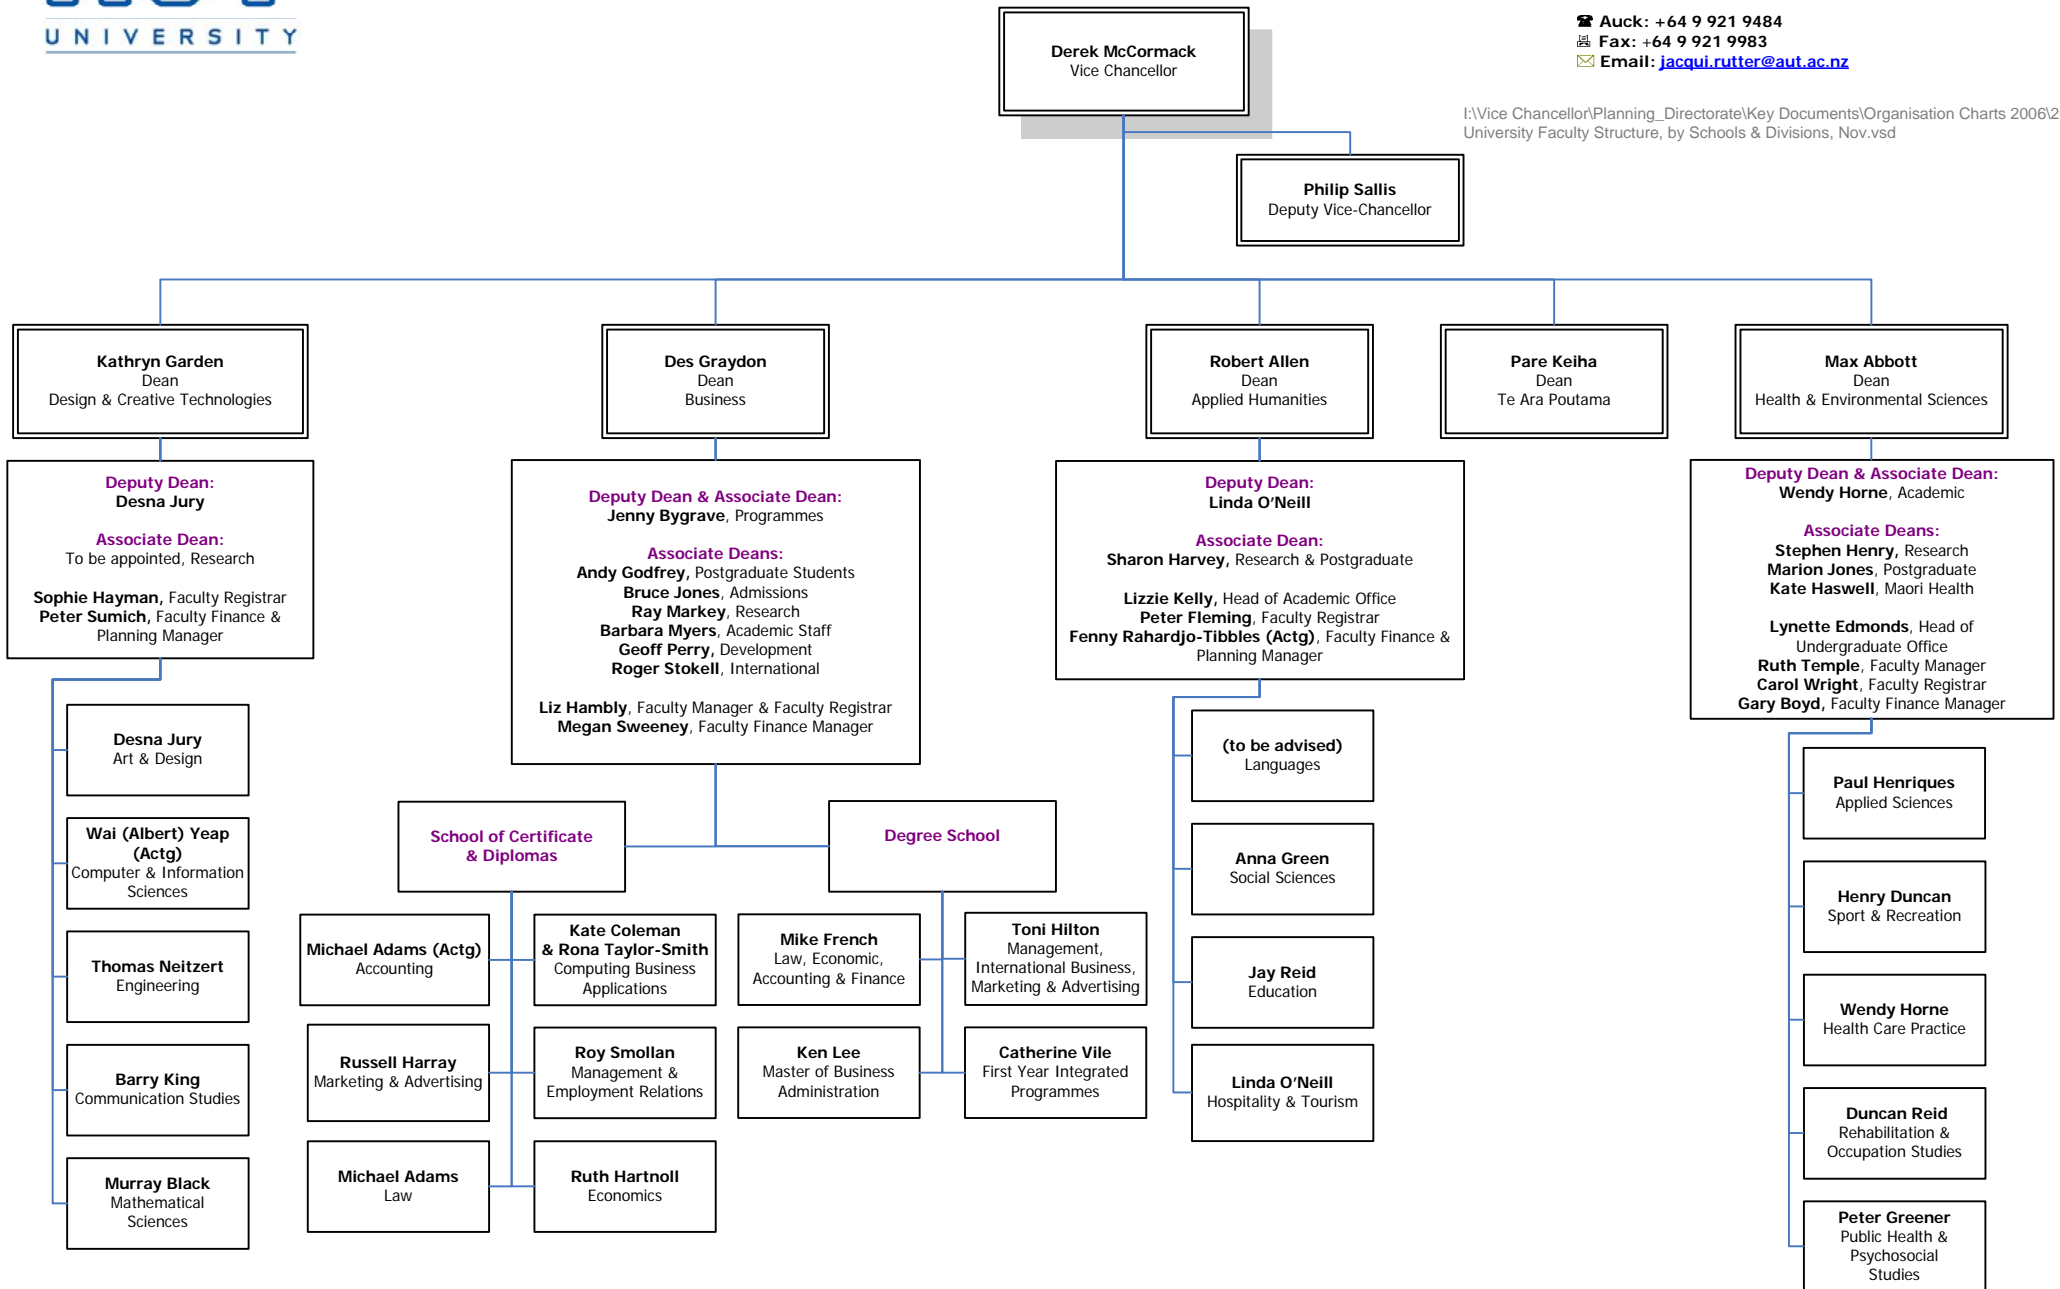 UNIVERSITY
Auck: +64 9 921 9484
Fax: +64 9 921 9983
Email: jacqui.rutter@aut.ac.nz
I:\Vice Chancellor\Planning_Directorate\Key Documents\Organisation Charts 2006\2
University Faculty Structure, by Schools & Divisions, Nov.vsd
Derek McCormack
Vice Chancellor
Philip Sallis
Deputy Vice-Chancellor
Kathryn Garden
Dean
Design & Creative Technologies
Des Graydon
Dean
Business
Robert Allen
Dean
Applied Humanities
Pare Keiha
Dean
Te Ara Poutama
Max Abbott
Dean
Health & Environmental Sciences
Deputy Dean:
Desna Jury
Associate Dean:
To be appointed, Research
Sophie Hayman, Faculty Registrar
Peter Sumich, Faculty Finance &
Planning Manager
Desna Jury
Art & Design
Wai (Albert) Yeap
(Actg)
Computer & Information
Sciences
Thomas Neitzert
Engineering
Barry King
Communication Studies
Murray Black
Mathematical
Sciences
Deputy Dean & Associate Dean:
Jenny Bygrave, Programmes
Associate Deans:
Andy Godfrey, Postgraduate Students
Bruce Jones, Admissions
Ray Markey, Research
Barbara Myers, Academic Staff
Geoff Perry, Development
Roger Stokell, International
Liz Hambly, Faculty Manager & Faculty Registrar
Megan Sweeney, Faculty Finance Manager
School of Certificate
& Diplomas
Michael Adams (Actg)
Accounting
Kate Coleman
& Rona Taylor-Smith
Computing Business
Applications
Russell Harray
Marketing & Advertising
Roy Smollan
Management &
Employment Relations
Michael Adams
Law
Ruth Hartnoll
Economics
Degree School
Mike French
Law, Economic,
Accounting & Finance
Toni Hilton
Management,
International Business,
Marketing & Advertising
Ken Lee
Master of Business
Administration
Catherine Vile
First Year Integrated
Programmes
Deputy Dean:
Linda O'Neill
Associate Dean:
Sharon Harvey, Research & Postgraduate
Lizzie Kelly, Head of Academic Office
Peter Fleming, Faculty Registrar
Fenny Rahardjo-Tibbles (Actg), Faculty Finance &
Planning Manager
(to be advised)
Languages
Anna Green
Social Sciences
Jay Reid
Education
Linda O'Neill
Hospitality & Tourism
Deputy Dean & Associate Dean:
Wendy Horne, Academic
Associate Deans:
Stephen Henry, Research
Marion Jones, Postgraduate
Kate Haswell, Maori Health
Lynette Edmonds, Head of
Undergraduate Office
Ruth Temple, Faculty Manager
Carol Wright, Faculty Registrar
Gary Boyd, Faculty Finance Manager
Paul Henriques
Applied Sciences
Henry Duncan
Sport & Recreation
Wendy Horne
Health Care Practice
Duncan Reid
Rehabilitation &
Occupation Studies
Peter Greener
Public Health &
Psychosocial
Studies